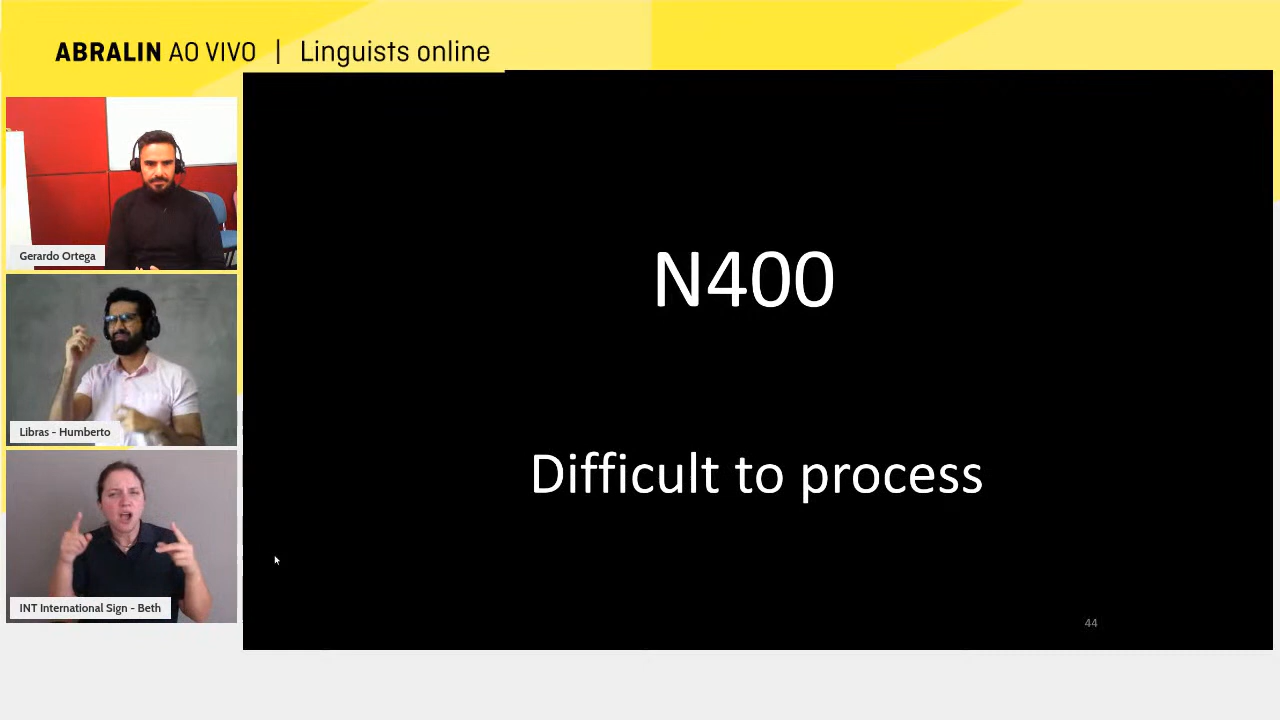 ABRALIN AO VIVO | Linguists online
Gerardo Ortega
Libras - Humberto
INT International Sign - Beth
N400
Difficult to process
44